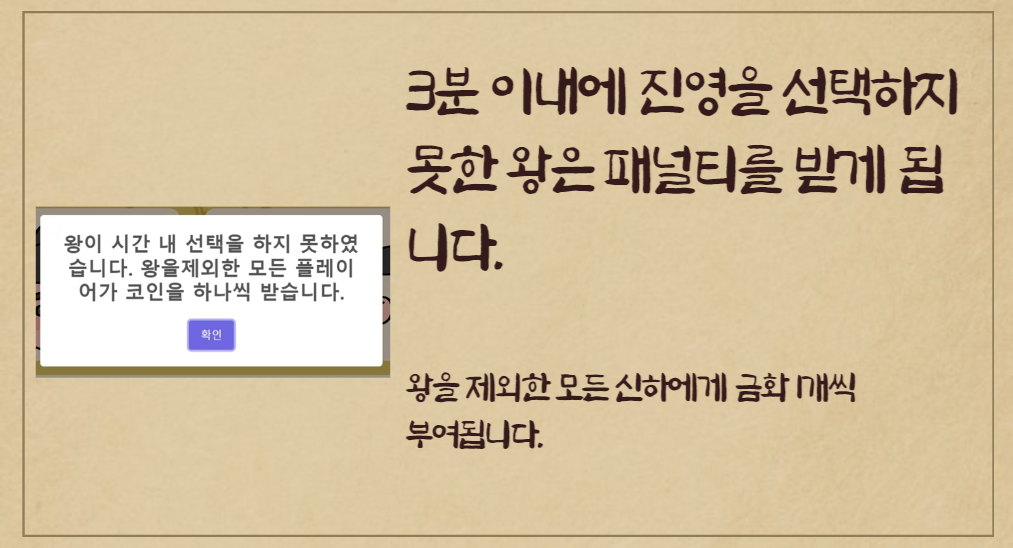 3분 이내에 진영을 선택하지
못한 왕은 패널티를 받게 됩
니다.
왕이 시간 내 선택을 하지 못하였
습니다. 왕을제외한 모든 플레이
어가 코인을 하나씩 받습니다.
확인
왕을 제외한 모든 신하에게 금화 1개씩
부여됩니다.